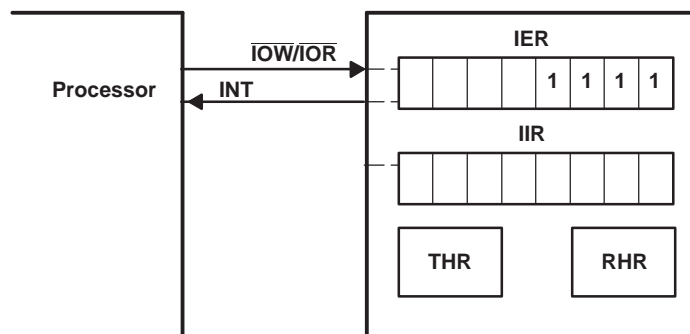 IOW/IOR
IER
Processor
INT
1 1 1 1
IIR
THR
RHR